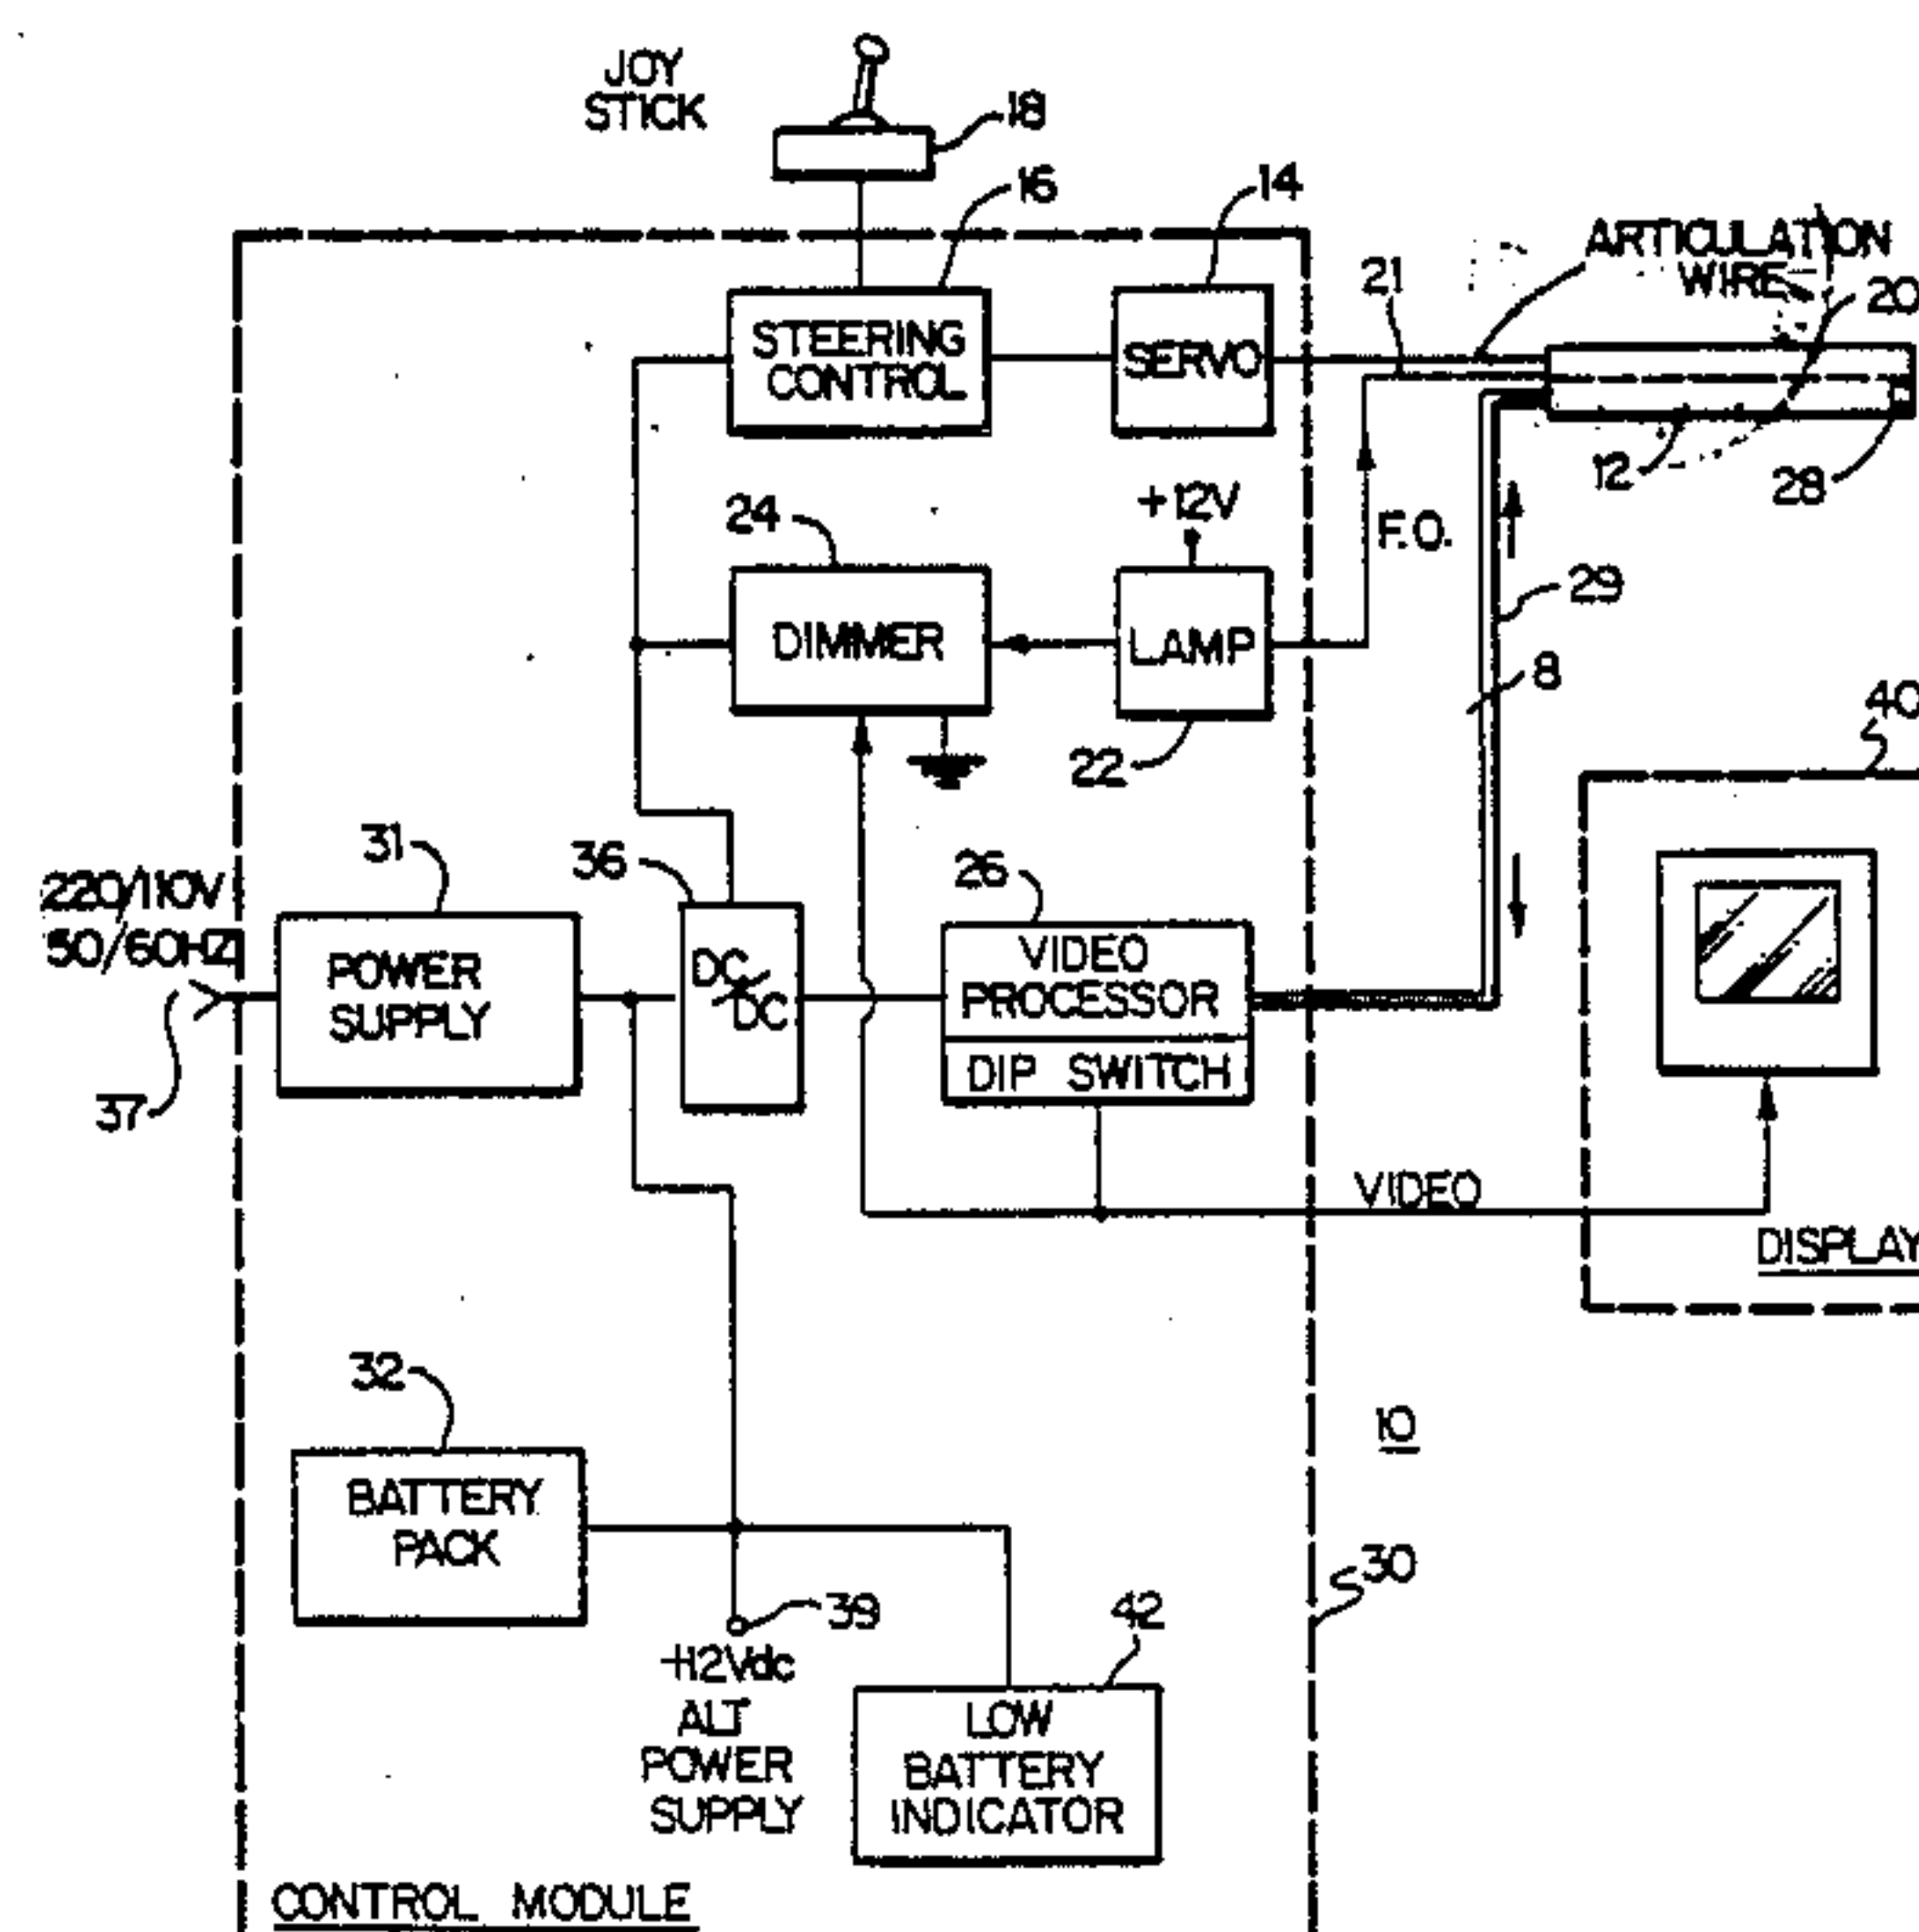 JOY
STICK
18
16
14
ARTICULATION
WIRE
21
20
STEERING
CONTROL
SERVO
12
28
24
+12V
F.O.
29
DIMMER
LAMP
8
22
40
31
36
26
220/110V
50/60HZ
POWER
SUPPLY
DC/DC
VIDEO
PROCESSOR
DIP SWITCH
37
VIDEO
DISPLAY
32
10
BATTERY
PACK
30
39
42
+12Vdc
ALT
POWER
SUPPLY
LOW
BATTERY
INDICATOR
CONTROL MODULE